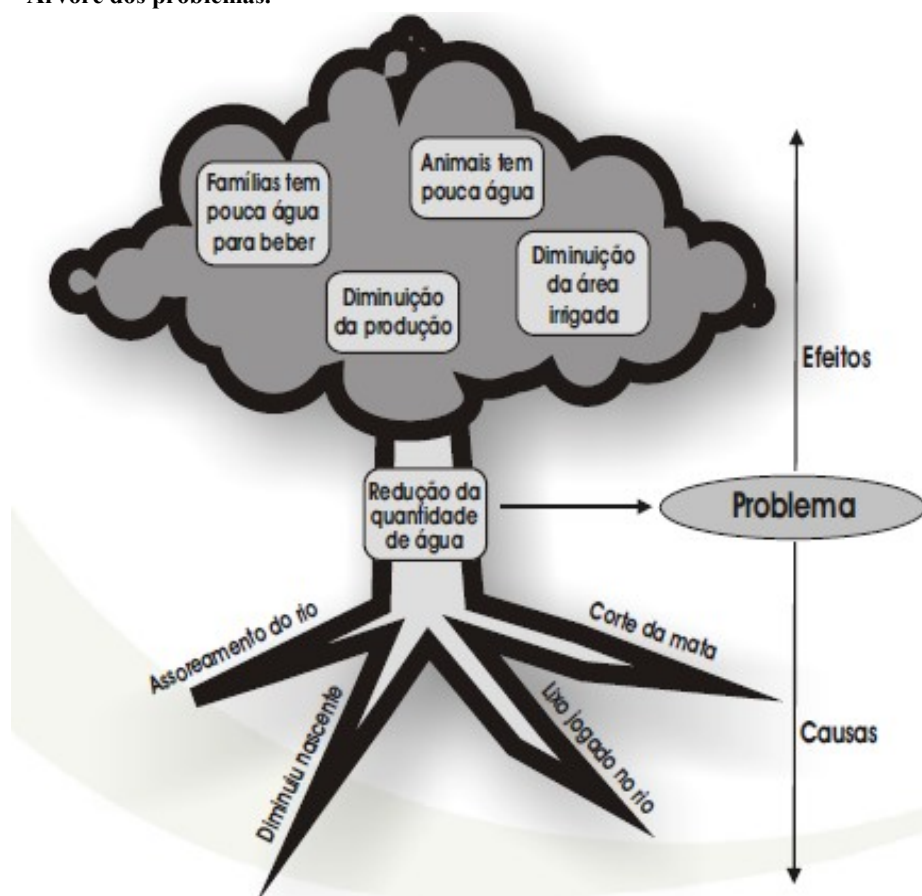 Árvore dos problemas.
Famílias tem
pouca água
para beber
Animais tem
pouca água
Diminuição
da produção
Diminuição
da área
irrigada
Efeitos
Redução da
quantidade
de água
Problema
Assoreamento do rio
Diminuiu nascente
Lixo jogado no rio
Corte da mata
Causas